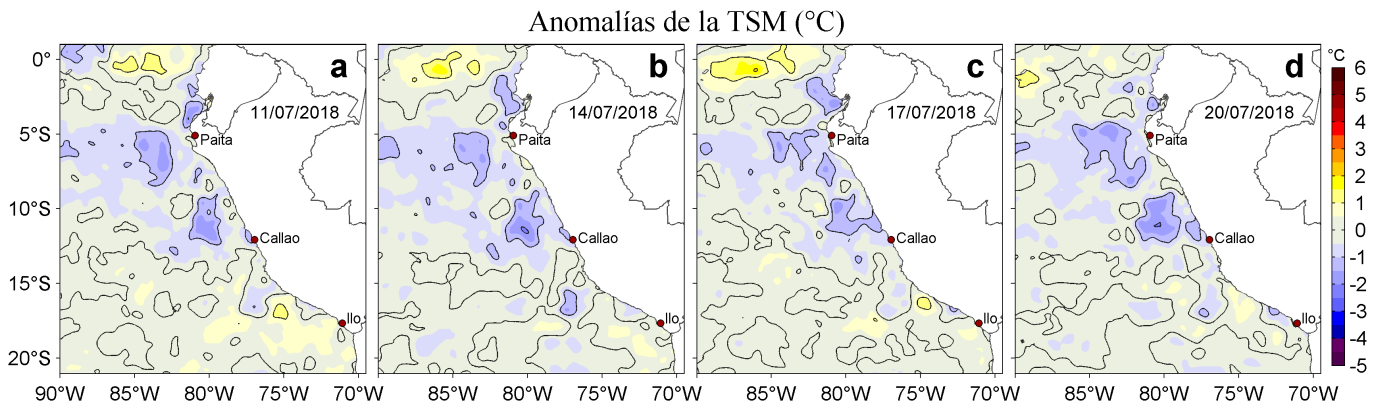 Anomalías de la TSM (°C)
a
b
c
d
°C
11/07/2018
14/07/2018
17/07/2018
20/07/2018
0°
5°S
10°S
15°S
20°S
Paita
Callao
Ilo
Paita
Callao
Ilo
Paita
Callao
Ilo
Paita
Callao
Ilo
90°W 85°W 80°W 75°W 70°W
85°W 80°W 75°W 70°W
85°W 80°W 75°W 70°W
85°W 80°W 75°W 70°W
6
5
4
3
2
1
0
-1
-2
-3
-4
-5